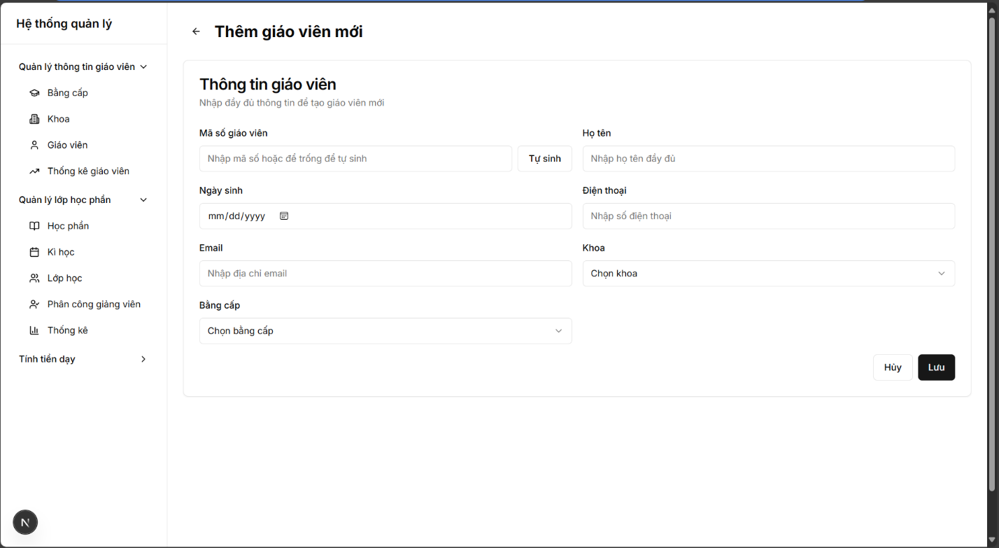 Hệ thống quản lý
Quản lý thông tin giáo viên
Bằng cấp
Khoa
Giáo viên
Thống kê giáo viên
Quản lý lớp học phần
Học phần
Kì học
Lớp học
Phân công giảng viên
Thống kê
Tính tiền dạy
N
Thêm giáo viên mới
Thông tin giáo viên
Nhập đầy đủ thông tin để tạo giáo viên mới
Mã số giáo viên
Nhập mã số hoặc để trống để tự sinh
Tự sinh
Họ tên
Nhập họ tên đầy đủ
Ngày sinh
mm/dd/yyyy
Điện thoại
Nhập số điện thoại
Email
Nhập địa chỉ email
Khoa
Chọn khoa
Bằng cấp
Chọn bằng cấp
Hủy
Lưu